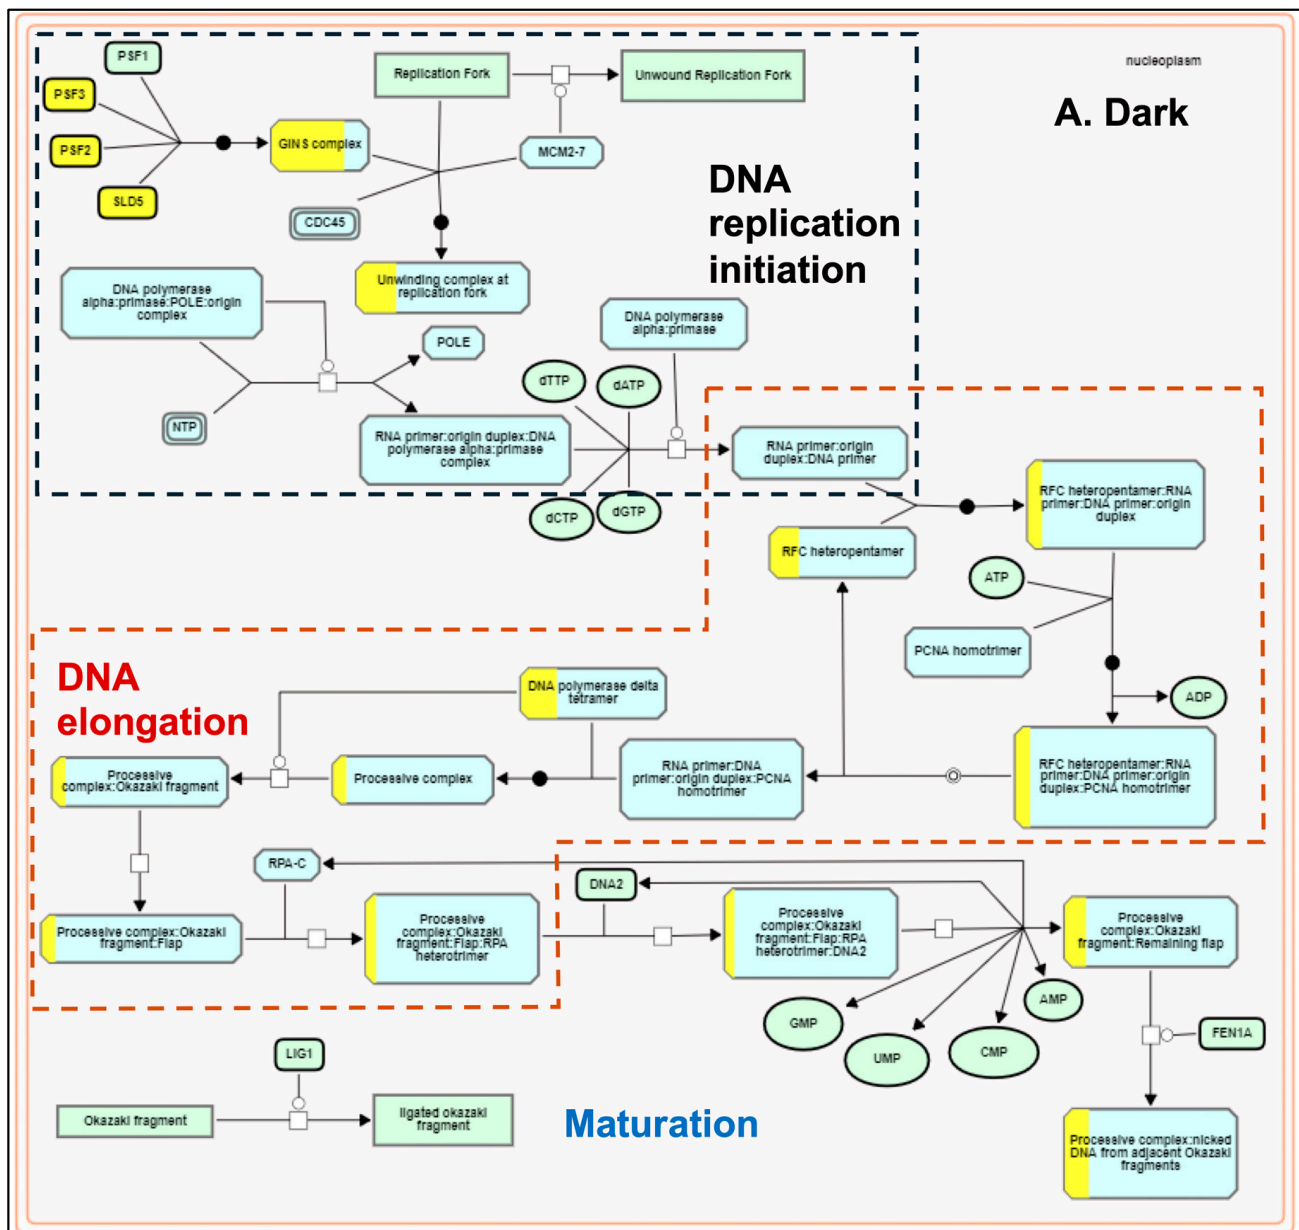 nucleoplasm
A. Dark
DNA
replication
initiation
PSF1
PSF3
PSF2
SLD5
GINS complex
Replication Fork
Unwound Replication Fork
MCM2-7
CDC45
Unwinding complex at
replication fork
DNA polymerase
alpha:primase:POLE:origin
complex
POLE
NTP
RNA primer:origin duplex:DNA
polymerase alpha:primase
complex
DNA polymerase
alpha:primase
dTTP
dATP
dCTP
dGTP
RNA primer:origin
duplex:DNA primer
RFC heteropentamer
RFC heteropentamer:RNA
primer:DNA primer:origin
duplex
ATP
PCNA homotrimer
ADP
RFC heteropentamer:RNA
primer:DNA primer:origin
duplex:PCNA homotrimer
DNA
elongation
DNA polymerase delta
tetramer
RNA primer:DNA
primer:origin duplex:PCNA
homotrimer
Processive complex
Processive
complex:Okazaki fragment
RPA-C
Processive complex:Okazaki
fragment:Flap
Processive
complex:Okazaki
fragment:Flap:RPA
heterotrimer
DNA2
Processive
complex:Okazaki
fragment:Flap:RPA
heterotrimer:DNA2
Processive
complex:Okazaki
fragment:Remaining flap
GMP
UMP
CMP
AMP
FEN1A
LIG1
Okazaki fragment
ligated okazaki
fragment
Maturation
Processive complex:nicked
DNA from adjacent Okazaki
fragments